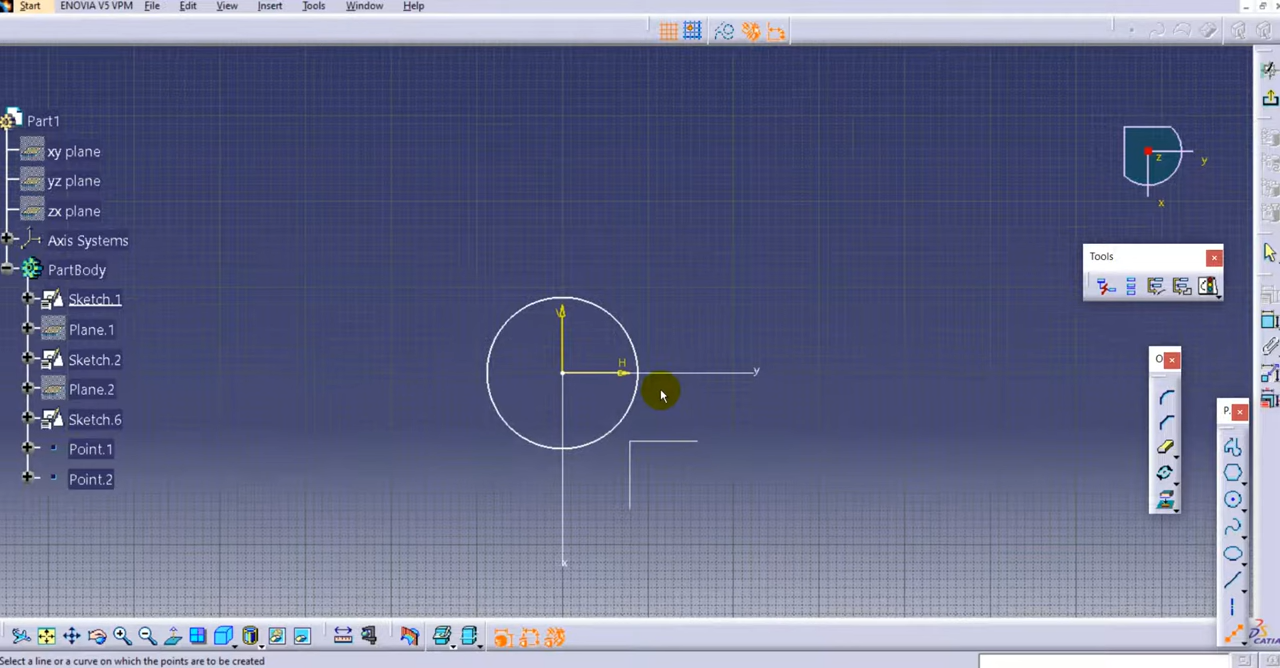 Start ENOVIA V5 VPM File Edit View Insert Tools Window Help
Part1
xy plane
yz plane
zx plane
Axis Systems
PartBody
Sketch.1
Plane.1
Sketch.2
Plane.2
Sketch.6
Point.1
Point.2
H
y
x
z
y
x
Tools
O
P.
CATIA
Select a line or a curve on which the points are to be created